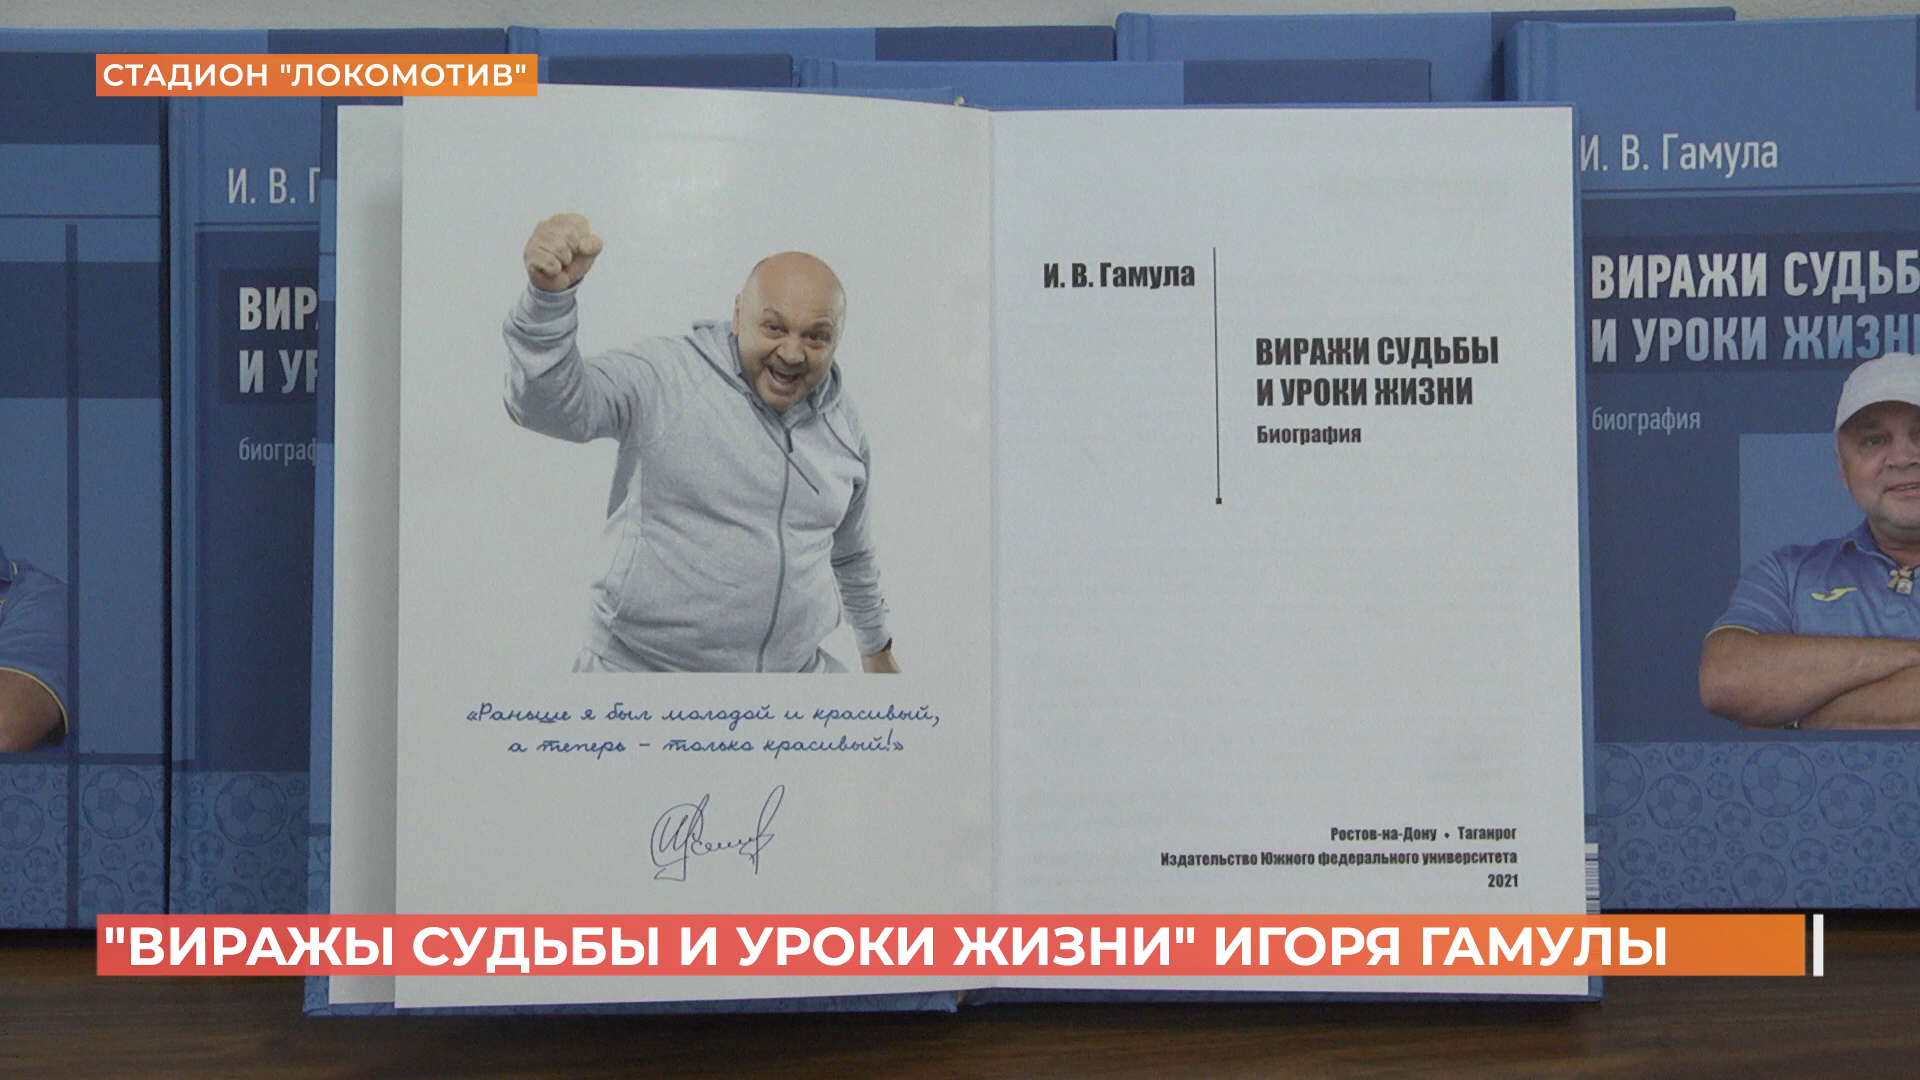 СТАДИОН "ЛОКОМОТИВ"
И. В. Г
ВИР
И УР
биограф
«Раньше я был молодой и красивый,
а теперь – только красивый!»
И. В. Гамула
ВИРАЖИ СУДЬБЫ
И УРОКИ ЖИЗНИ
Биография
Ростов-на-Дону • Таганрог
Издательство Южного федерального университета
2021
И. В. Гамула
ВИРАЖИ СУДЬБ
И УРОКИ ЖИЗН
биография
"ВИРАЖЫ СУДЬБЫ И УРОКИ ЖИЗНИ" ИГОРЯ ГАМУЛЫ